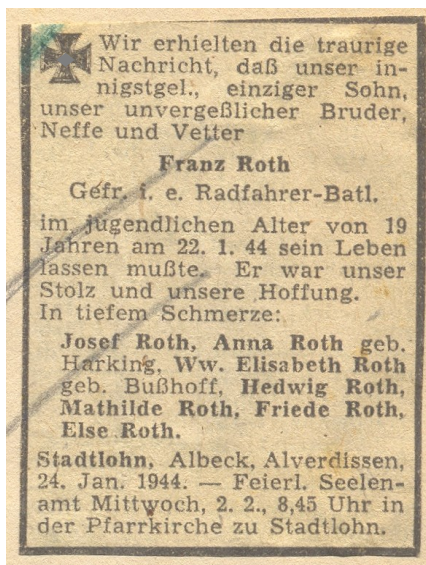 Wir erhielten die traurige
Nachricht, daß unser in-
nigstgel., einziger Sohn,
unser unvergeßlicher Bruder,
Neffe und Vetter
Franz Roth
Gefr. i. e. Radfahrer-Batl.
im jugendlichen Alter von 19
Jahren am 22. 1. 44 sein Leben
lassen mußte. Er war unser
Stolz und unsere Hoffung.
In tiefem Schmerze:
Josef Roth, Anna Roth geb.
Harking, Ww. Elisabeth Roth
geb. Bußhoff, Hedwig Roth,
Mathilde Roth, Friede Roth,
Else Roth.
Stadtlohn, Albeck, Alverdissen,
24. Jan. 1944. — Feierl. Seelen-
amt Mittwoch, 2. 2., 8,45 Uhr in
der Pfarrkirche zu Stadtlohn.